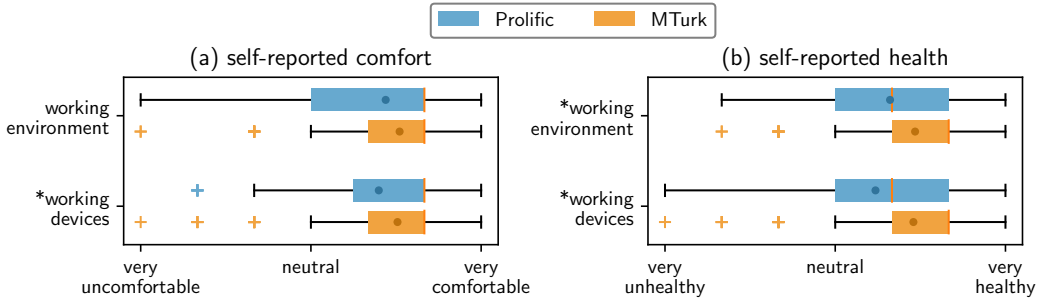 Prolific
MTurk
(a) self-reported comfort
(b) self-reported health
working
environment
*working
devices
very
uncomfortable
neutral
very
comfortable
*working
environment
*working
devices
very
unhealthy
neutral
very
healthy